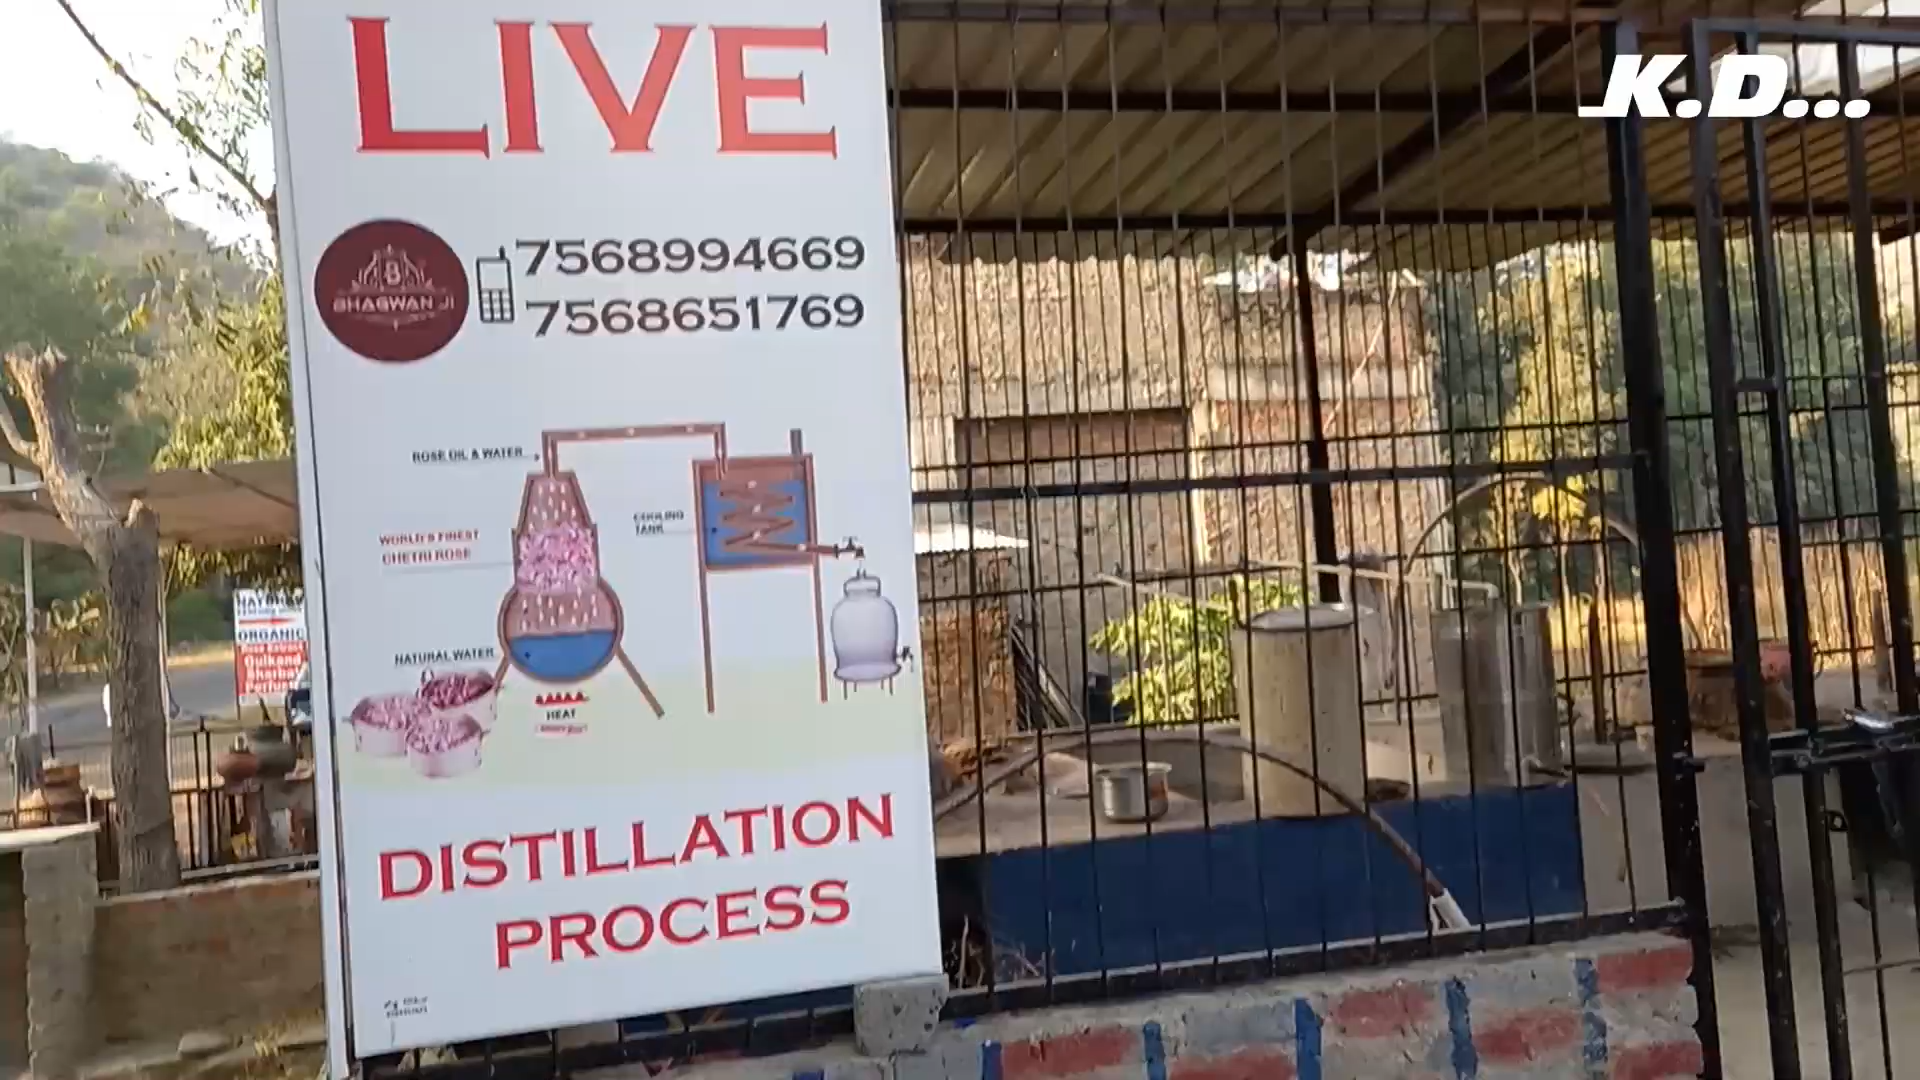 LIVE
K.D...
B
BHAGWAN JI
7568994669
7568651769
ROSE OIL & WATER
WORLD'S FINEST
CHETRI ROSE
COOLING
TANK
NATURAL WATER
HEAT
ORGANIC
Gulkand
Sharbat
Perfume
DISTILLATION
PROCESS